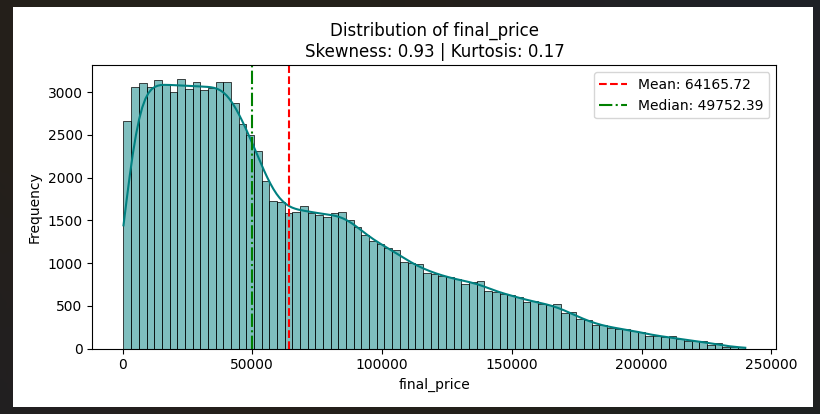 Distribution of final_price
Skewness: 0.93 | Kurtosis: 0.17
Mean: 64165.72
Median: 49752.39
Frequency
3000
2500
2000
1500
1000
500
0
0 50000 100000 150000 200000 250000
final_price